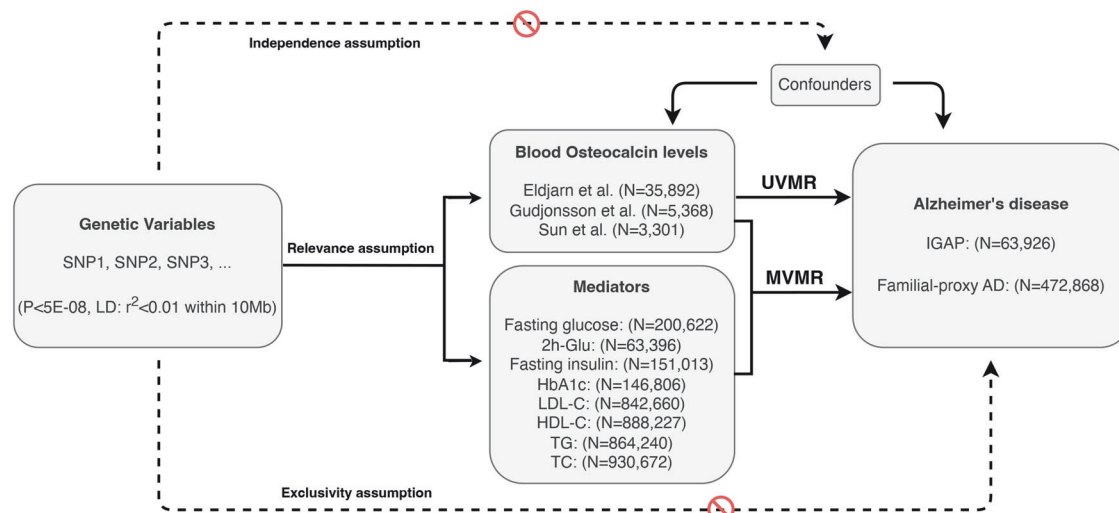 Independence assumption
Confounders
Genetic Variables
SNP1, SNP2, SNP3, ...
(P<5E-08, LD: r²<0.01 within 10Mb)
Relevance assumption
Blood Osteocalcin levels
Eldjarn et al. (N=35,892)
Gudjonsson et al. (N=5,368)
Sun et al. (N=3,301)
Mediators
Fasting glucose: (N=200,622)
2h-Glu: (N=63,396)
Fasting insulin: (N=151,013)
HbA1c: (N=146,806)
LDL-C: (N=842,660)
HDL-C: (N=888,227)
TG: (N=864,240)
TC: (N=930,672)
UVMR
MVMR
Alzheimer's disease
IGAP: (N=63,926)
Familial-proxy AD: (N=472,868)
Exclusivity assumption